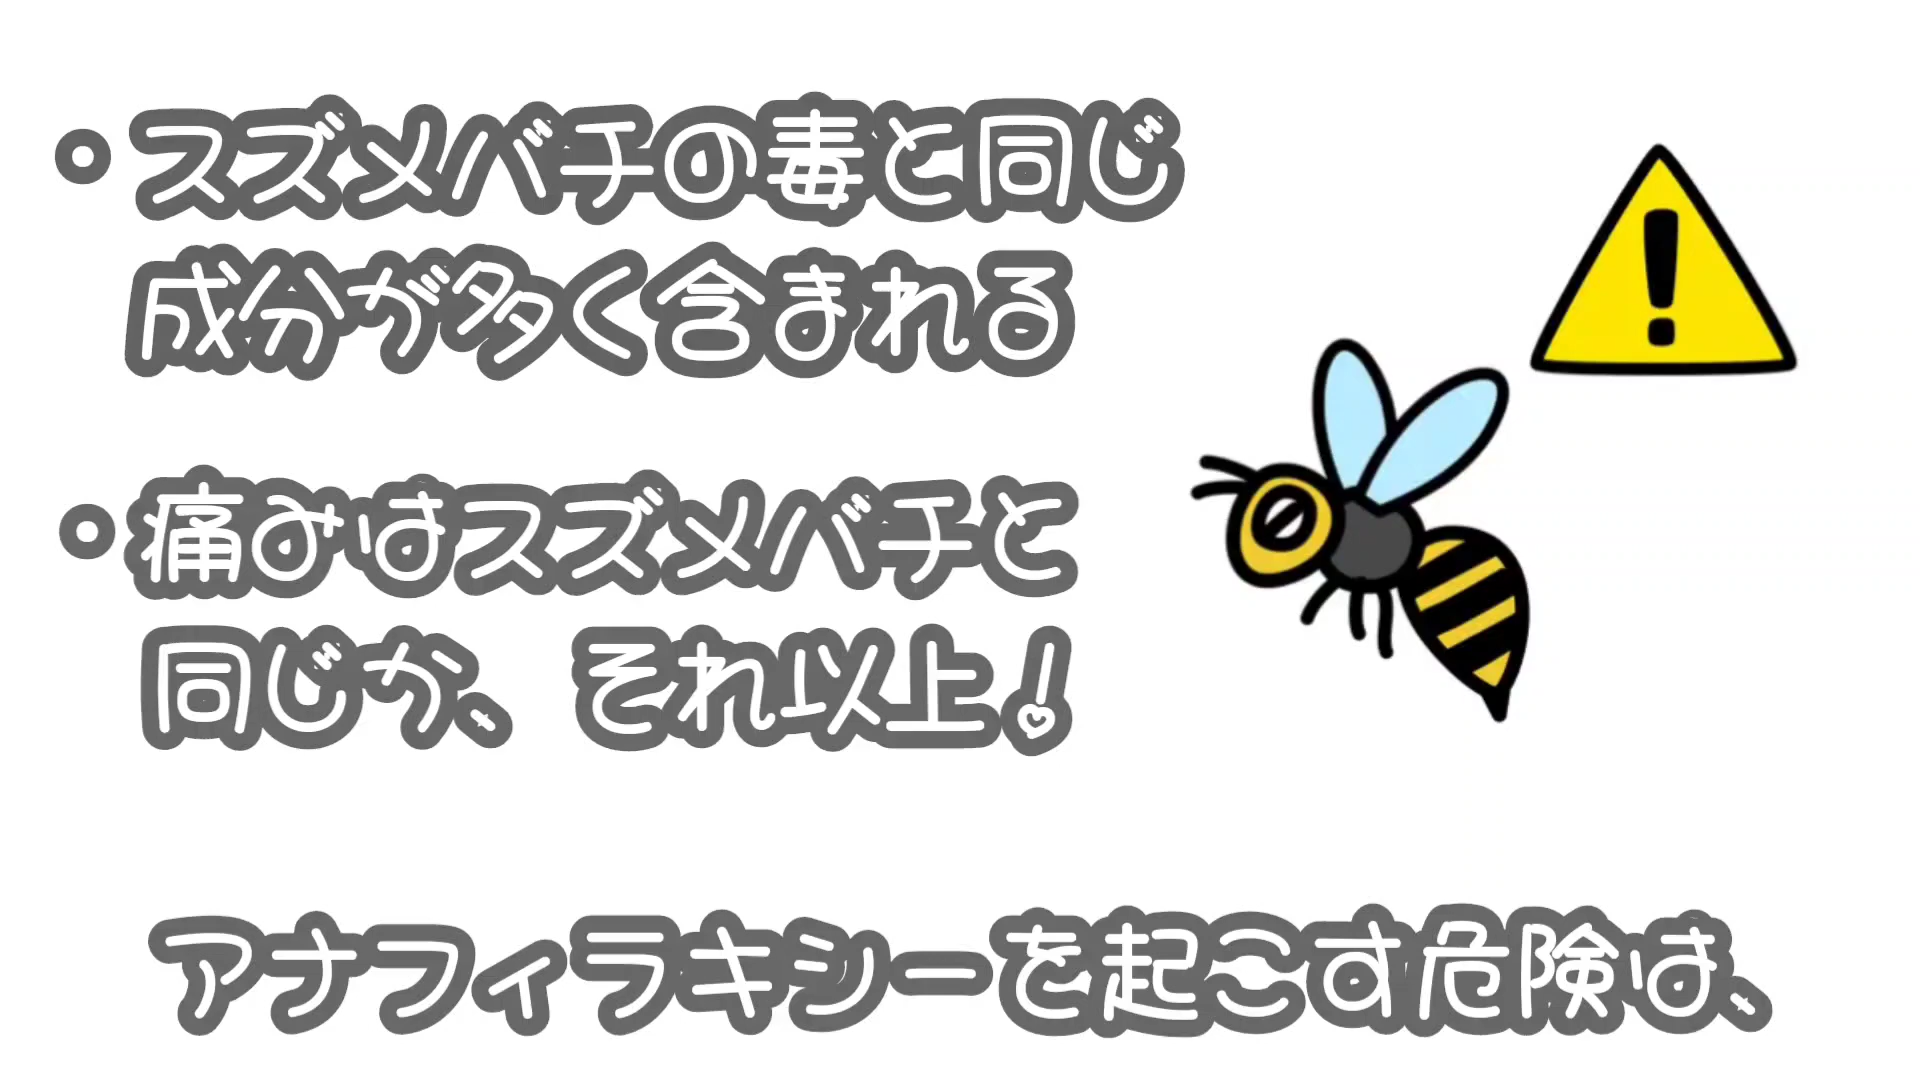 ・スズメバチの毒と同じ
成分が多く含まれる
・痛みはスズメバチと
同じか、それ以上!
アナフィラキシーを起こす危険は、